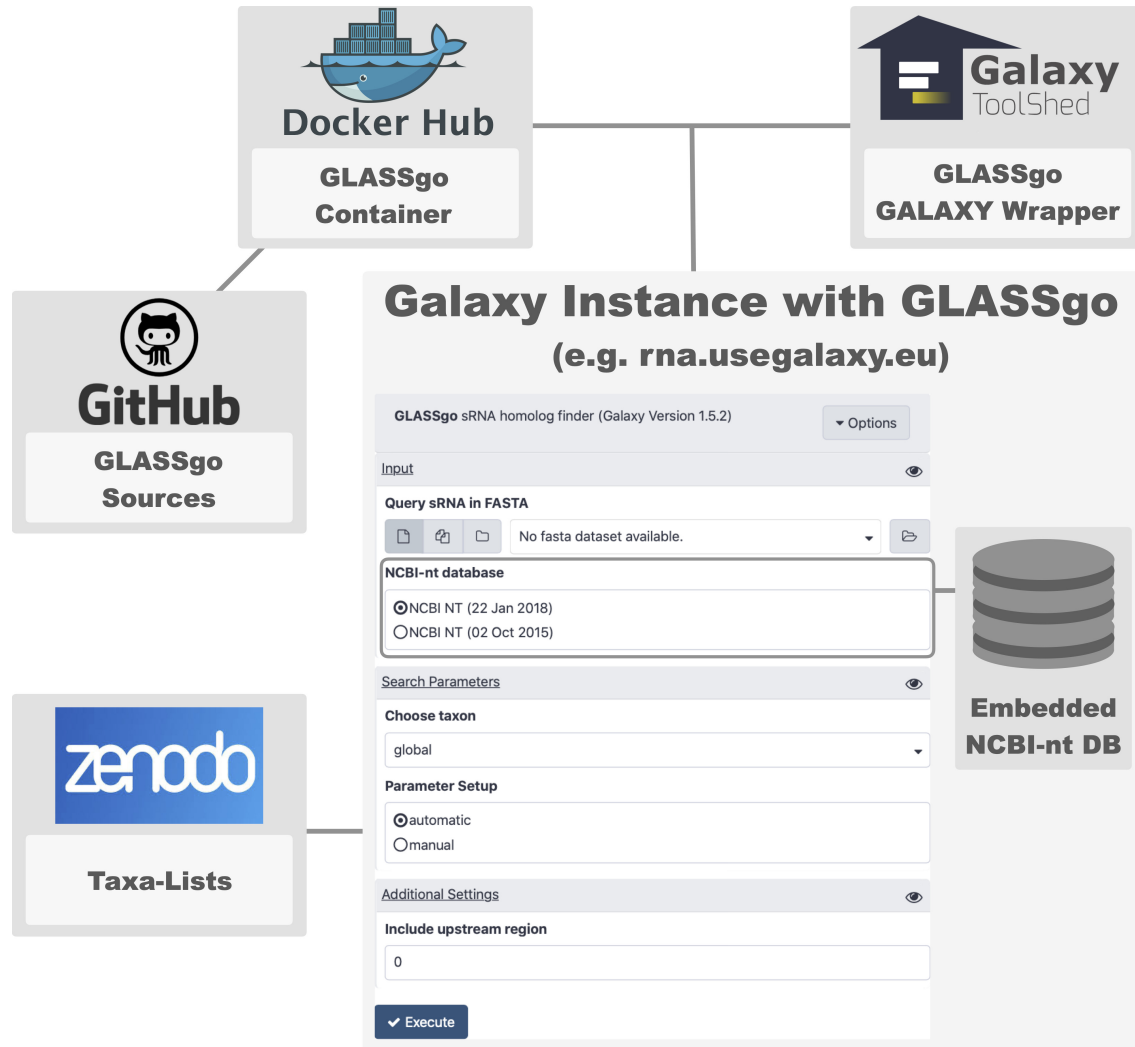 Docker Hub
GLASSgo
Container
Galaxy
ToolShed
GLASSgo
GALAXY Wrapper
GitHub
GLASSgo
Sources
Galaxy Instance with GLASSgo
(e.g. rna.usegalaxy.eu)
GLASSgo sRNA homolog finder (Galaxy Version 1.5.2)
Options
Input
Query sRNA in FASTA
No fasta dataset available.
NCBI-nt database
NCBI NT (22 Jan 2018)
NCBI NT (02 Oct 2015)
Embedded
NCBI-nt DB
Search Parameters
Choose taxon
global
Parameter Setup
automatic
manual
zenodo
Taxa-Lists
Additional Settings
Include upstream region
0
Execute